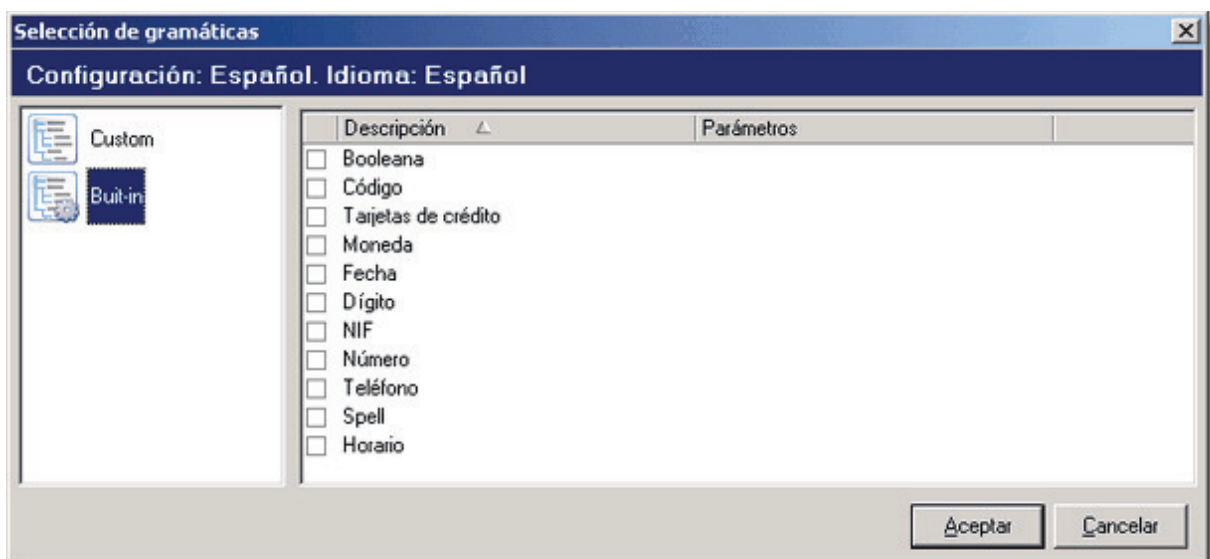 Selección de gramáticas
Configuración: Español. Idioma: Español
Custom
Buit-in
Descripción Parámetros
Booleana
Código
Tarjetas de crédito
Moneda
Fecha
Dígito
NIF
Número
Teléfono
Spell
Horario
Aceptar Cancelar